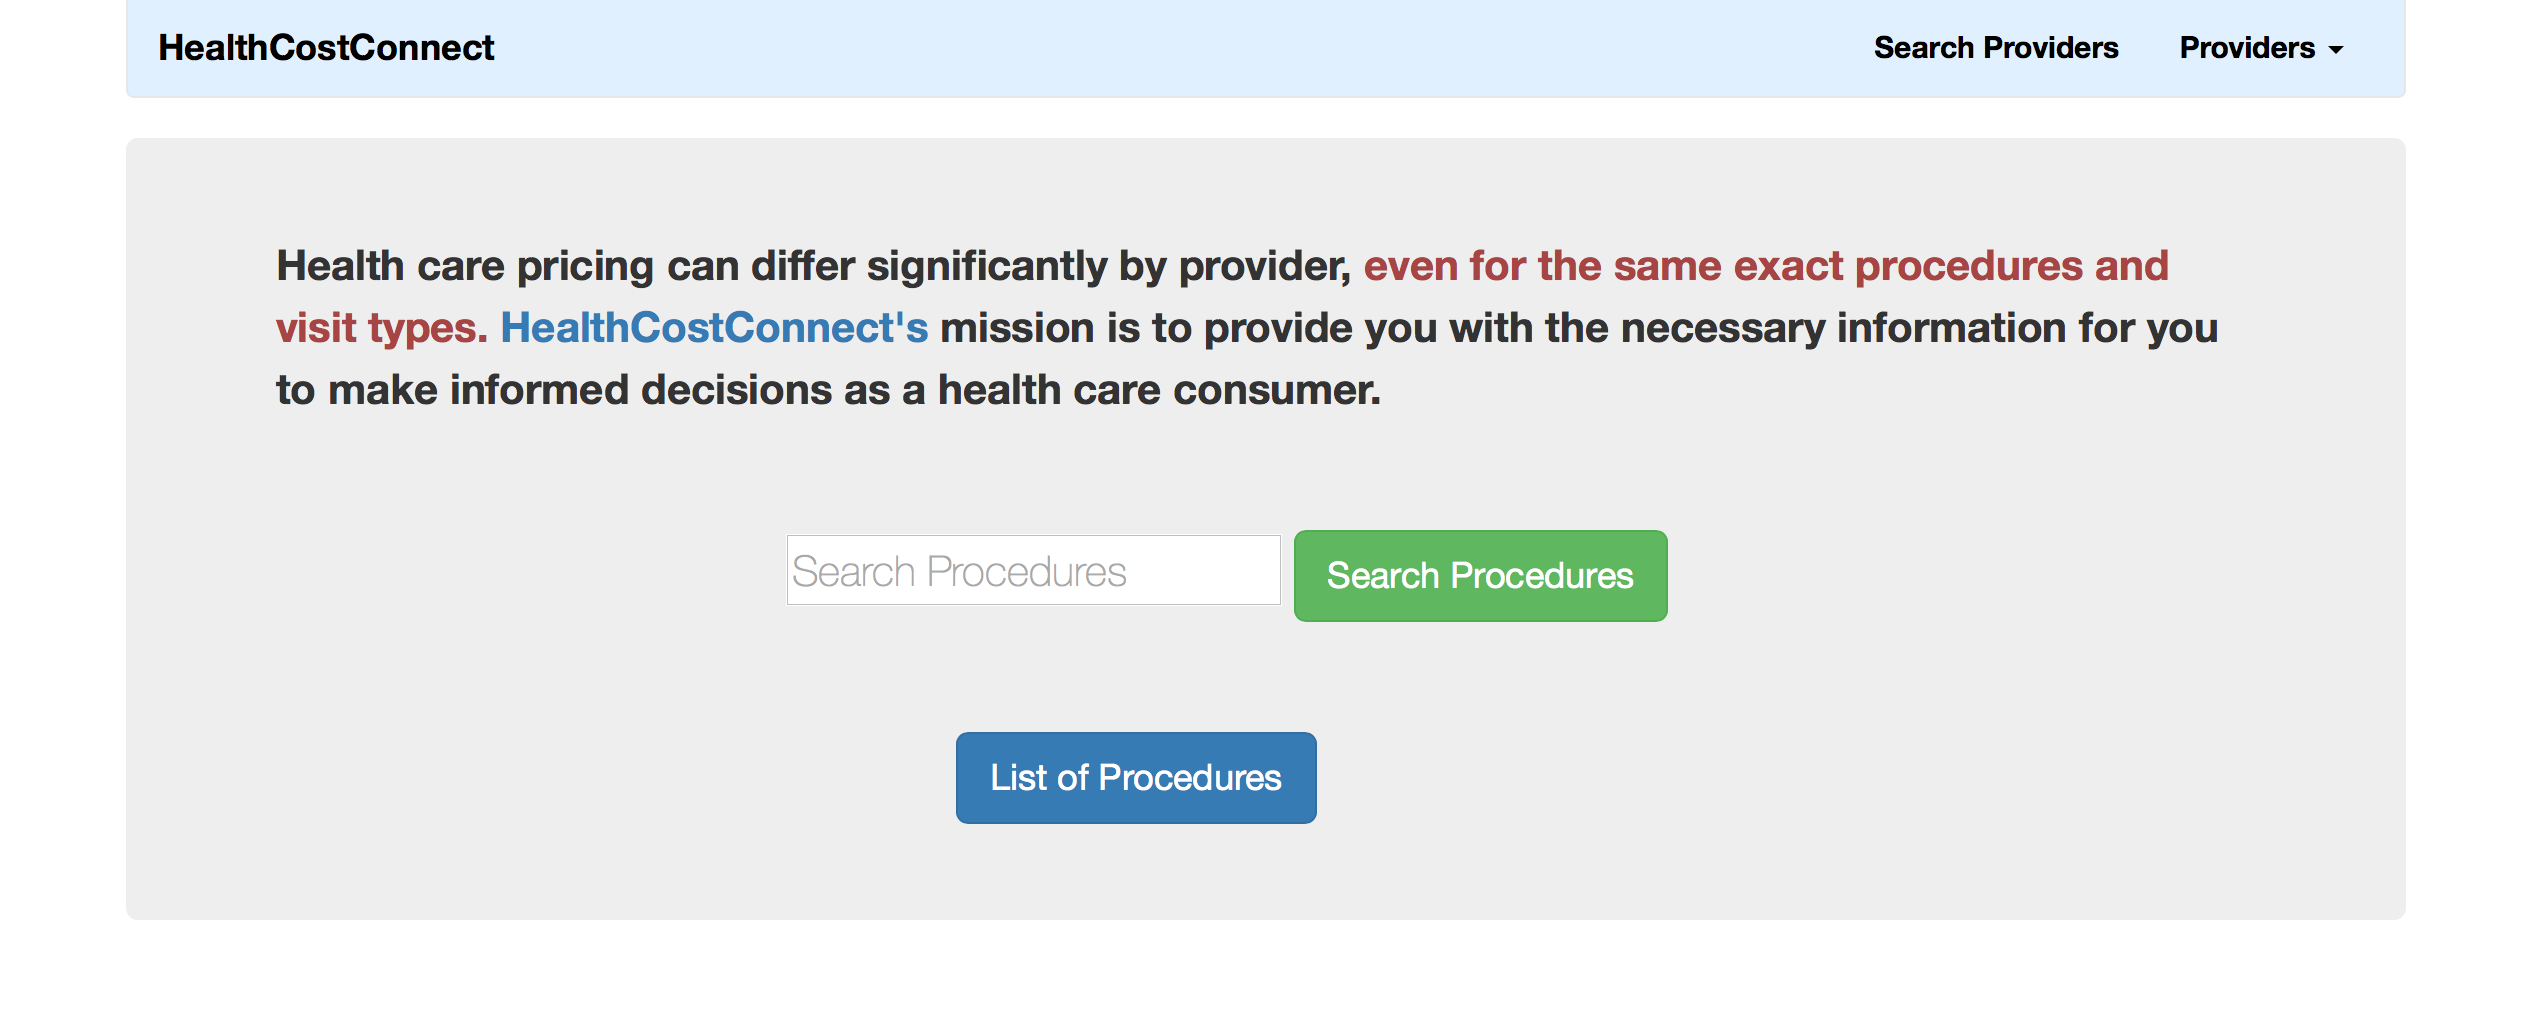 HealthCostConnect Search Providers Providers
Health care pricing can differ significantly by provider, even for the same exact procedures and
visit types. HealthCostConnect's mission is to provide you with the necessary information for you
to make informed decisions as a health care consumer.
Search Procedures Search Procedures
List of Procedures